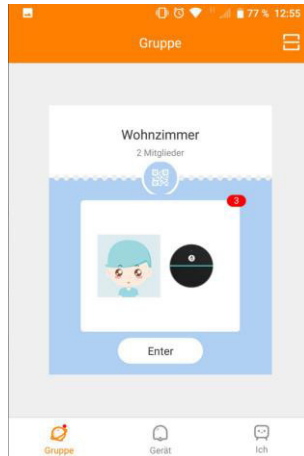 77 % 12:55
Gruppe
Wohnzimmer
2 Mitglieder
3
Enter
Gruppe Gerät Ich